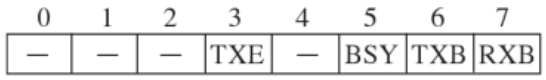 0 1 2 3 4 5 6 7
— — — TXE — BSY TXB RXB